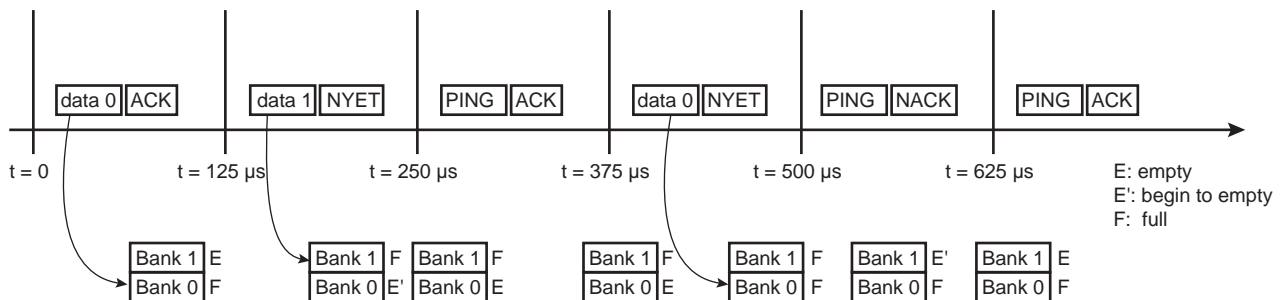 data 0 ACK data 1 NYET PING ACK data 0 NYET PING NACK PING ACK
t = 0 t = 125 µs t = 250 µs t = 375 µs t = 500 µs t = 625 µs E: empty
E': begin to empty
F: full
Bank 1 E Bank 1 F Bank 1 F Bank 1 F Bank 1 F Bank 1 E' Bank 1 E
Bank 0 F Bank 0 E' Bank 0 E Bank 0 E Bank 0 F Bank 0 F Bank 0 F